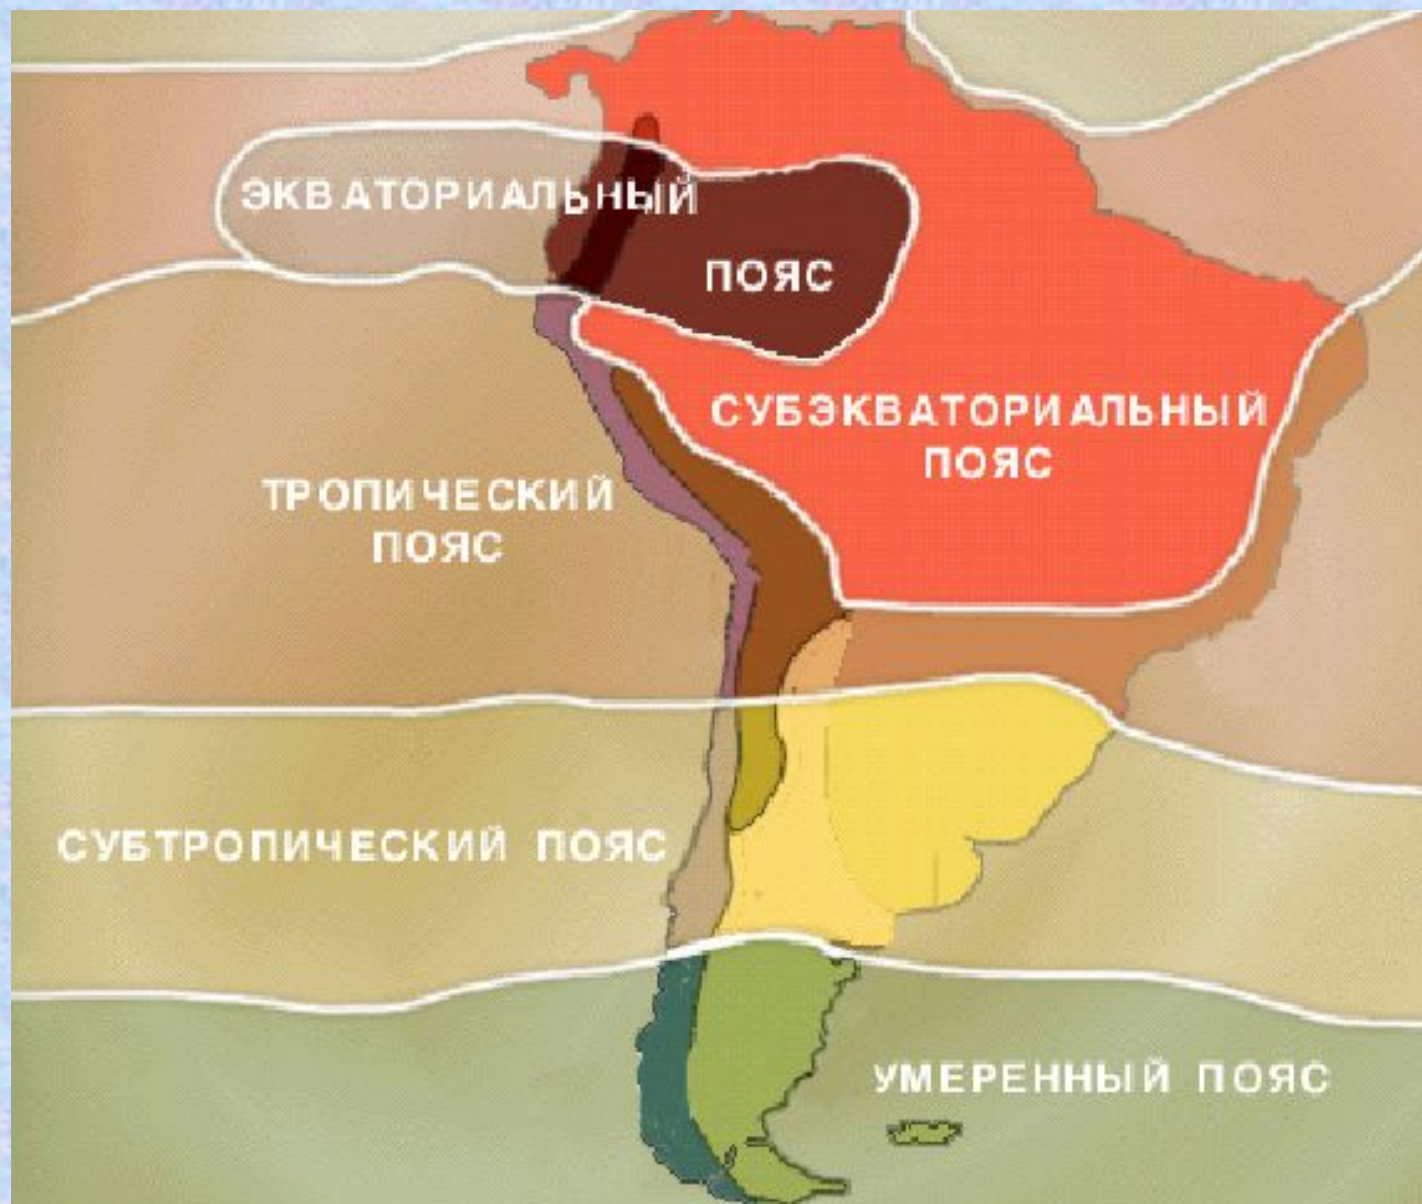 ЭКВАТОРИАЛЬНЫЙ
ПОЯС
СУБЭКВАТОРИАЛЬНЫЙ
ПОЯС
ТРОПИЧЕСКИЙ
ПОЯС
СУБТРОПИЧЕСКИЙ ПОЯС
УМЕРЕННЫЙ ПОЯС